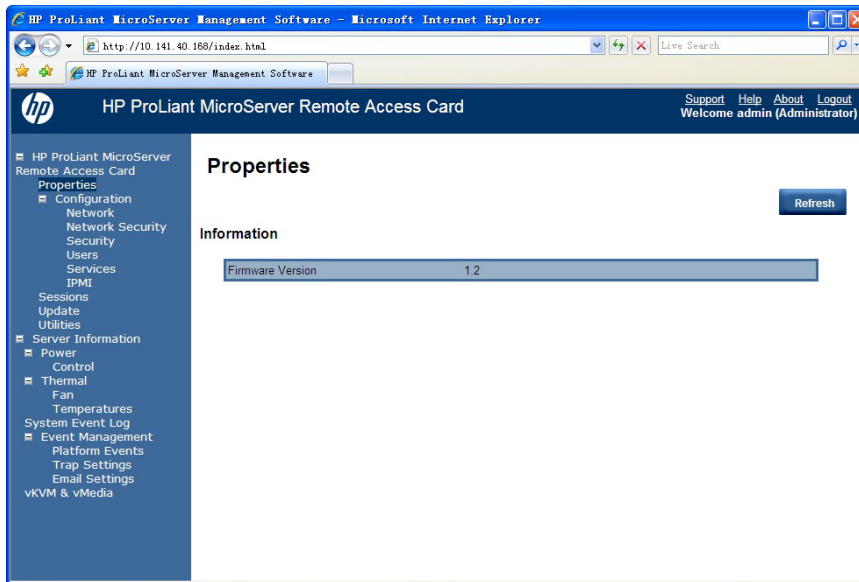 HP ProLiant MicroServer Management Software - Microsoft Internet Explorer
http://10.141.40.168/index.html
Live Search
HP ProLiant MicroServer Management Software
hp
HP ProLiant MicroServer Remote Access Card
Support Help About Logout
Welcome admin (Administrator)
HP ProLiant MicroServer
Remote Access Card
Properties
Configuration
Network
Network Security
Security
Users
Services
IPMI
Sessions
Update
Utilities
Server Information
Power
Control
Thermal
Fan
Temperatures
System Event Log
Event Management
Platform Events
Trap Settings
Email Settings
vKVM & vMedia
Properties
Refresh
Information
Firmware Version 1.2